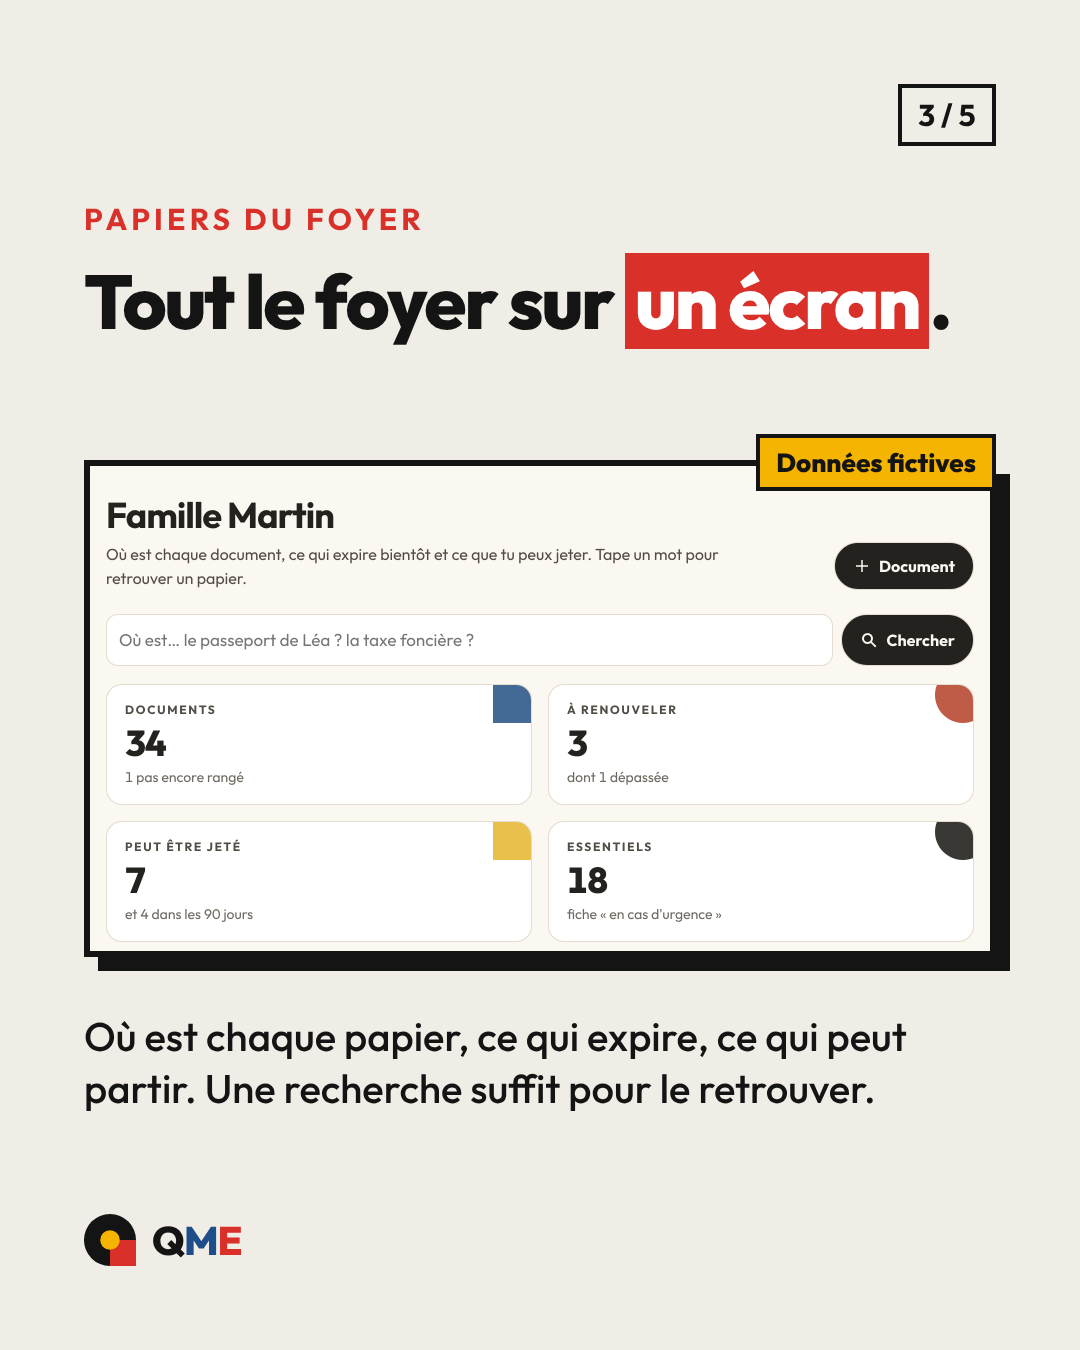 3 / 5
PAPIERS DU FOYER
Tout le foyer sur un écran.
Données fictives
Famille Martin
Où est chaque document, ce qui expire bientôt et ce que tu peux jeter. Tape un mot pour
retrouver un papier.
+ Document
Où est... le passeport de Léa ? la taxe foncière ?
Chercher
DOCUMENTS
34
1 pas encore rangé
À RENOUVELER
3
dont 1 dépassée
PEUT ÊTRE JETÉ
7
et 4 dans les 90 jours
ESSENTIELS
18
fiche « en cas d'urgence »
Où est chaque papier, ce qui expire, ce qui peut
partir. Une recherche suffit pour le retrouver.
QME